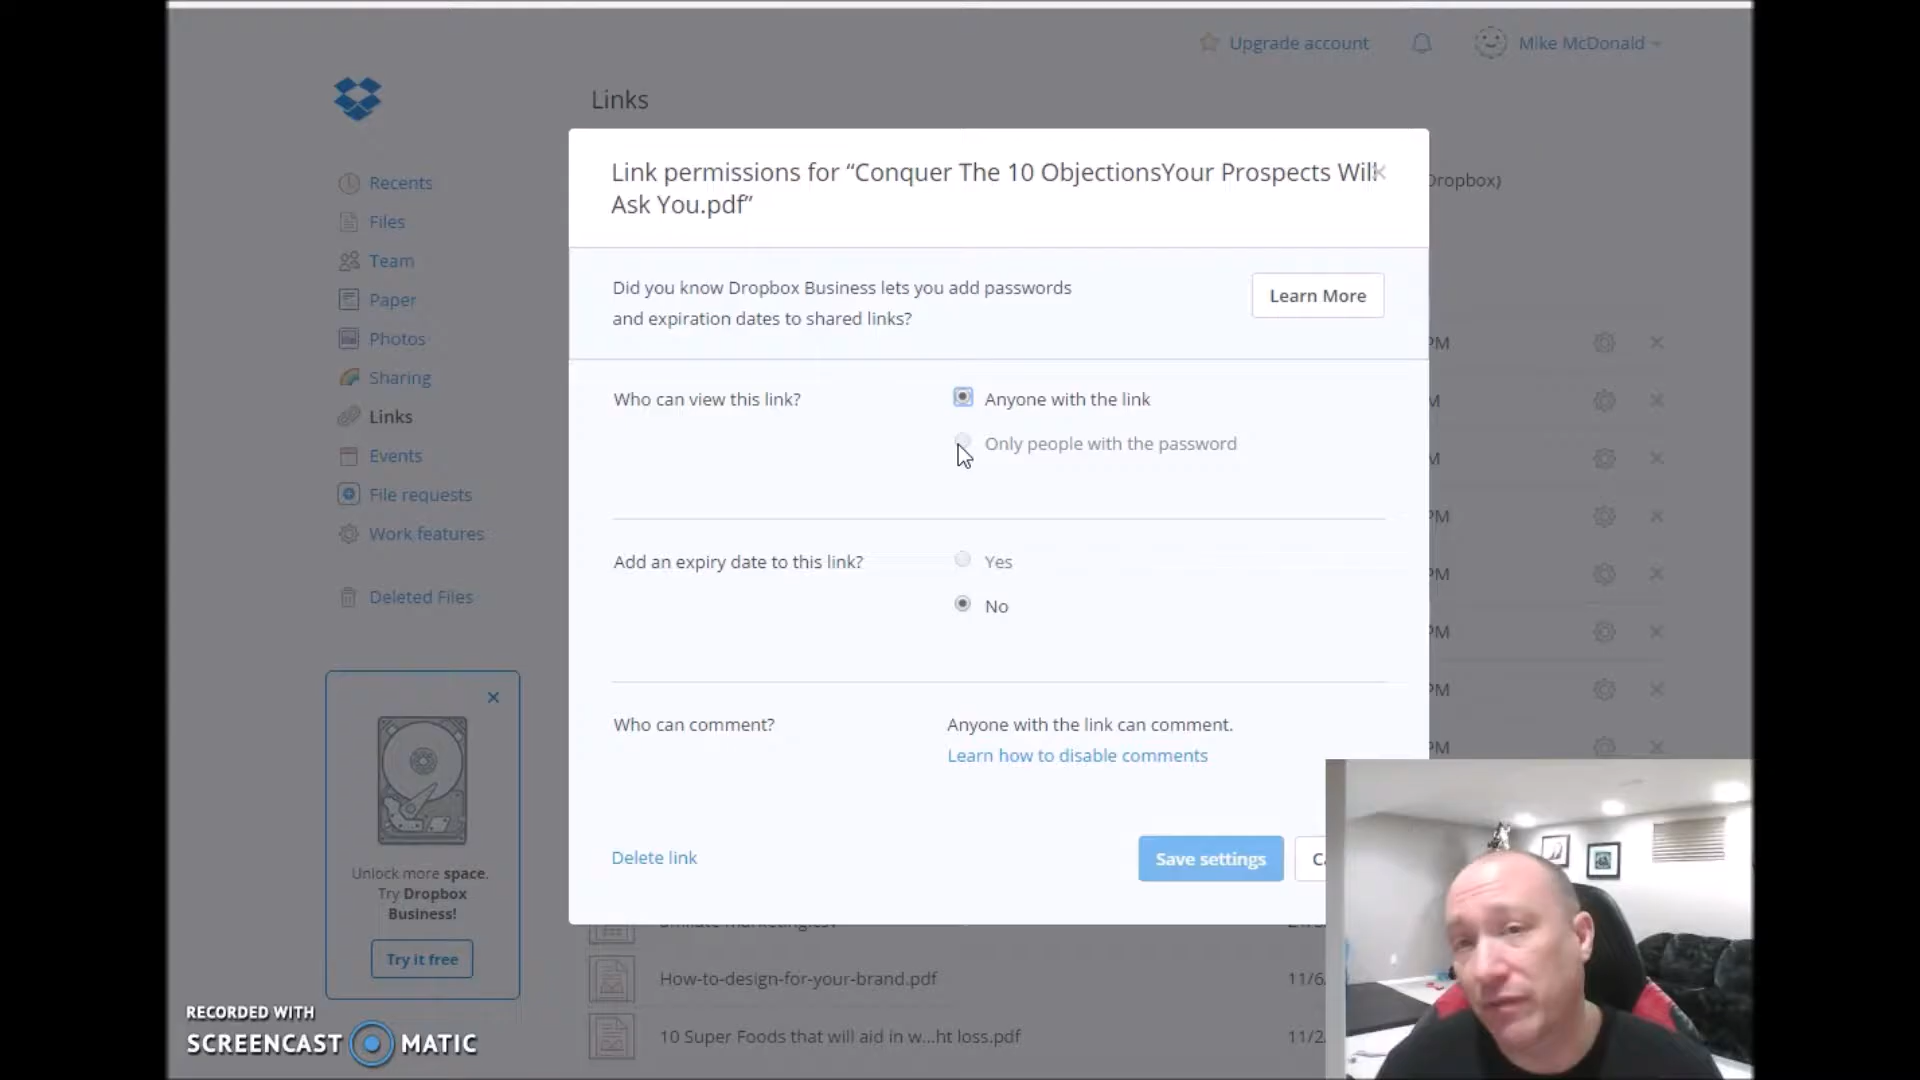 Upgrade account
Mike McDonald
Links
Recents
Files
Team
Paper
Photos
Sharing
Links
Events
File requests
Work features
Deleted Files
Link permissions for “Conquer The 10 ObjectionsYour Prospects Will
Ask You.pdf”
Dropbox)
Did you know Dropbox Business lets you add passwords
and expiration dates to shared links?
Learn More
Who can view this link?
Anyone with the link
Only people with the password
Add an expiry date to this link?
Yes
No
Who can comment?
Anyone with the link can comment.
Learn how to disable comments
Delete link
Save settings
PM
M
M
PM
PM
PM
PM
PM
Unlock more space.
Try Dropbox
Business!
Try it free
How-to-design-for-your-brand.pdf
11/6
10 Super Foods that will aid in w...ht loss.pdf
11/2
RECORDED WITH
SCREENCAST MATIC